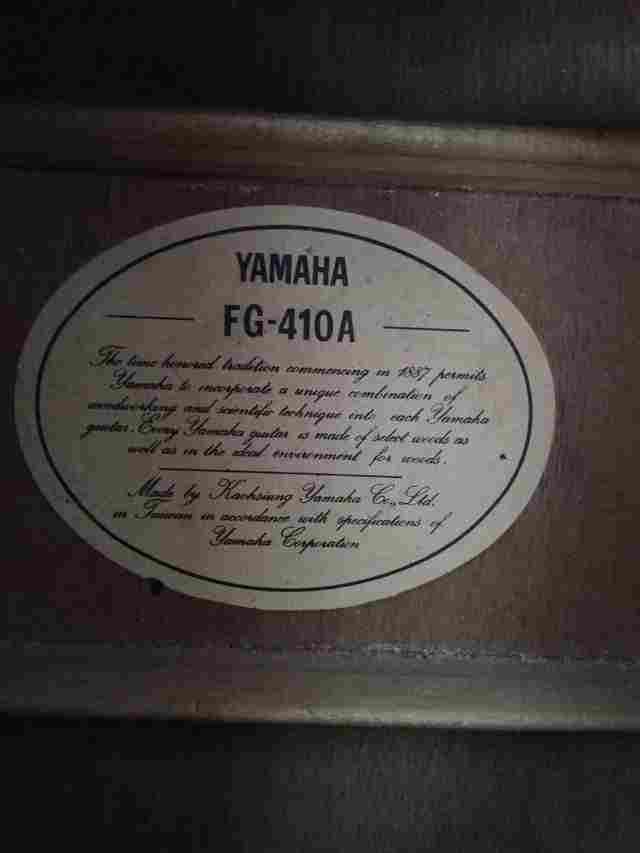 YAMAHA
FG-410A
The time honored tradition commencing in 1887, permits
Yamaha to incorporate a unique combination of
woodworking and scientific technique into each Yamaha
guitar. Every Yamaha guitar is made of select woods as
well as in the ideal environment for woods.
Made by Kaohsiung Yamaha Co., Ltd.
in Taiwan in accordance with specifications of
Yamaha Corporation